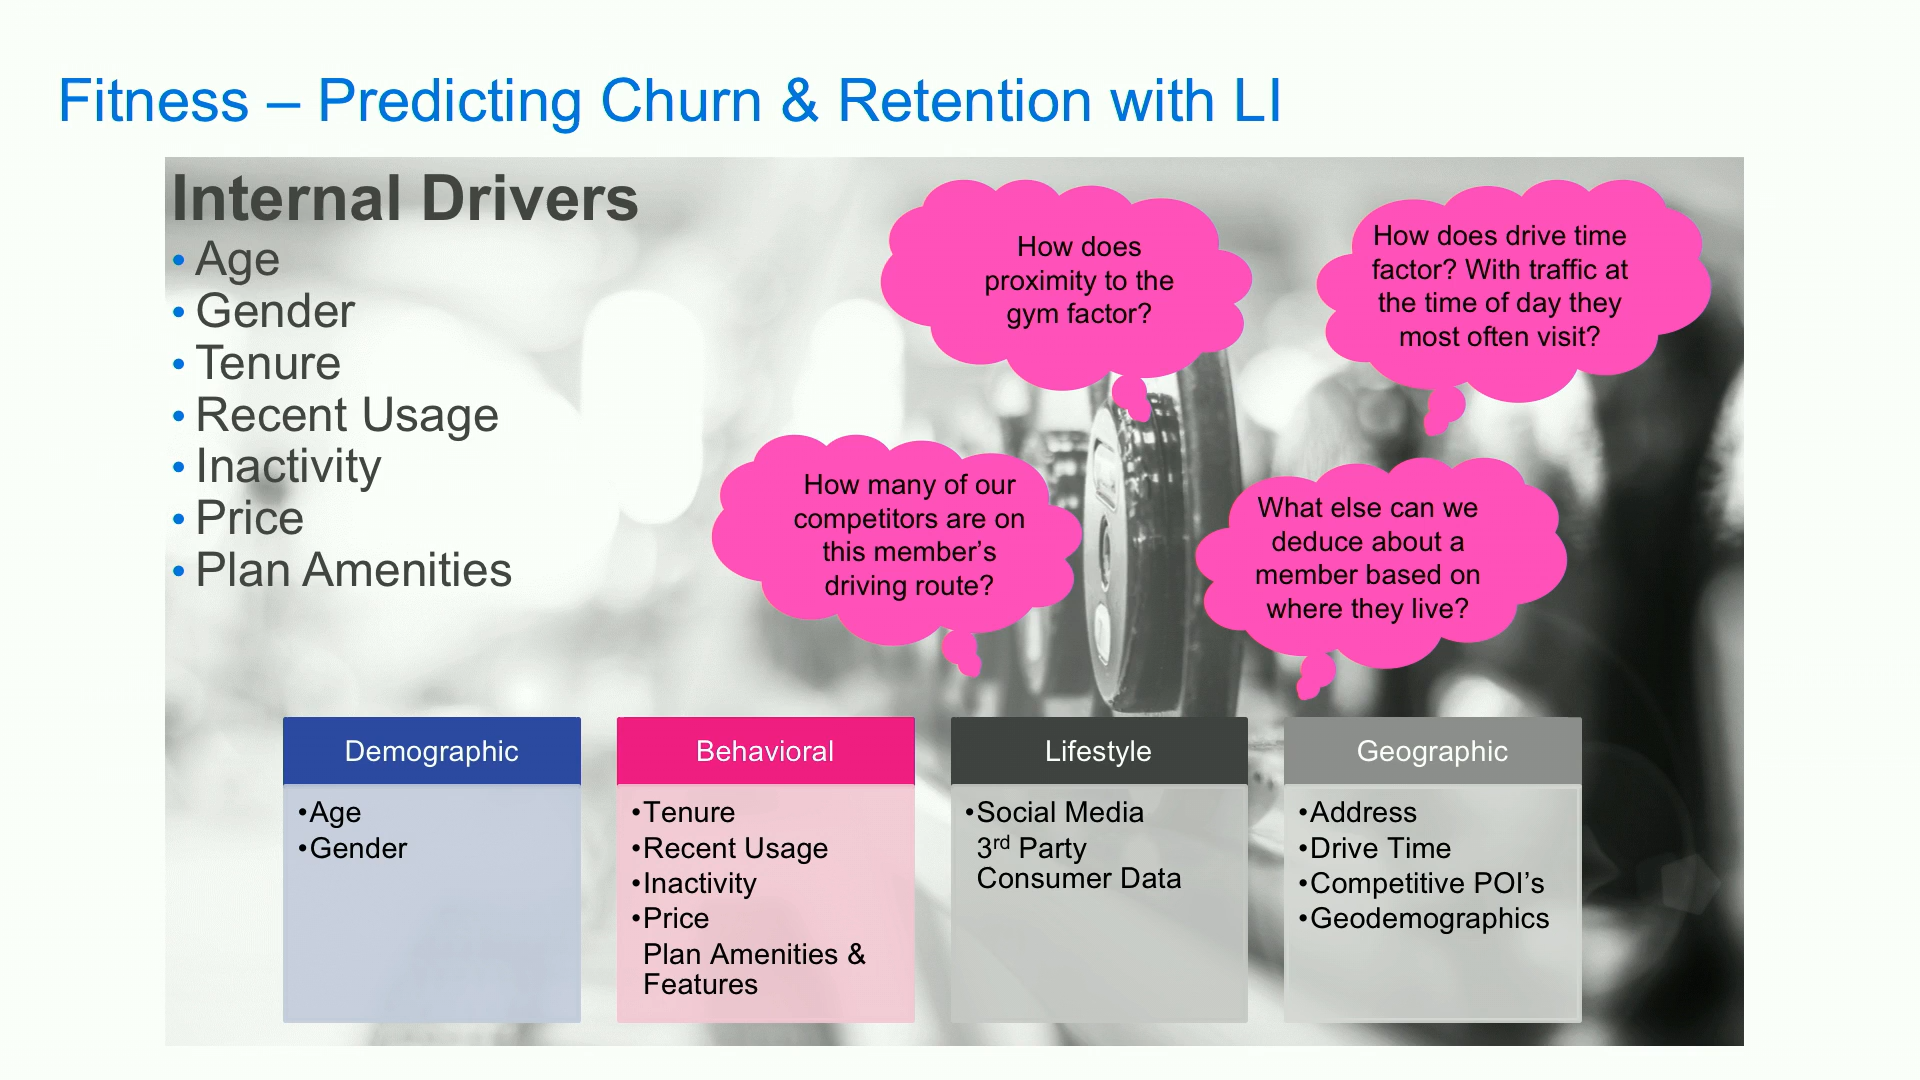 Fitness – Predicting Churn & Retention with LI
Internal Drivers
• Age
• Gender
• Tenure
• Recent Usage
• Inactivity
• Price
• Plan Amenities
How does
proximity to the
gym factor?
How does drive time
factor? With traffic at
the time of day they
most often visit?
How many of our
competitors are on
this member’s
driving route?
What else can we
deduce about a
member based on
where they live?
Demographic
•Age
•Gender
Behavioral
•Tenure
•Recent Usage
•Inactivity
•Price
Plan Amenities &
Features
Lifestyle
•Social Media
3rd Party
Consumer Data
Geographic
•Address
•Drive Time
•Competitive POI’s
•Geodemographics